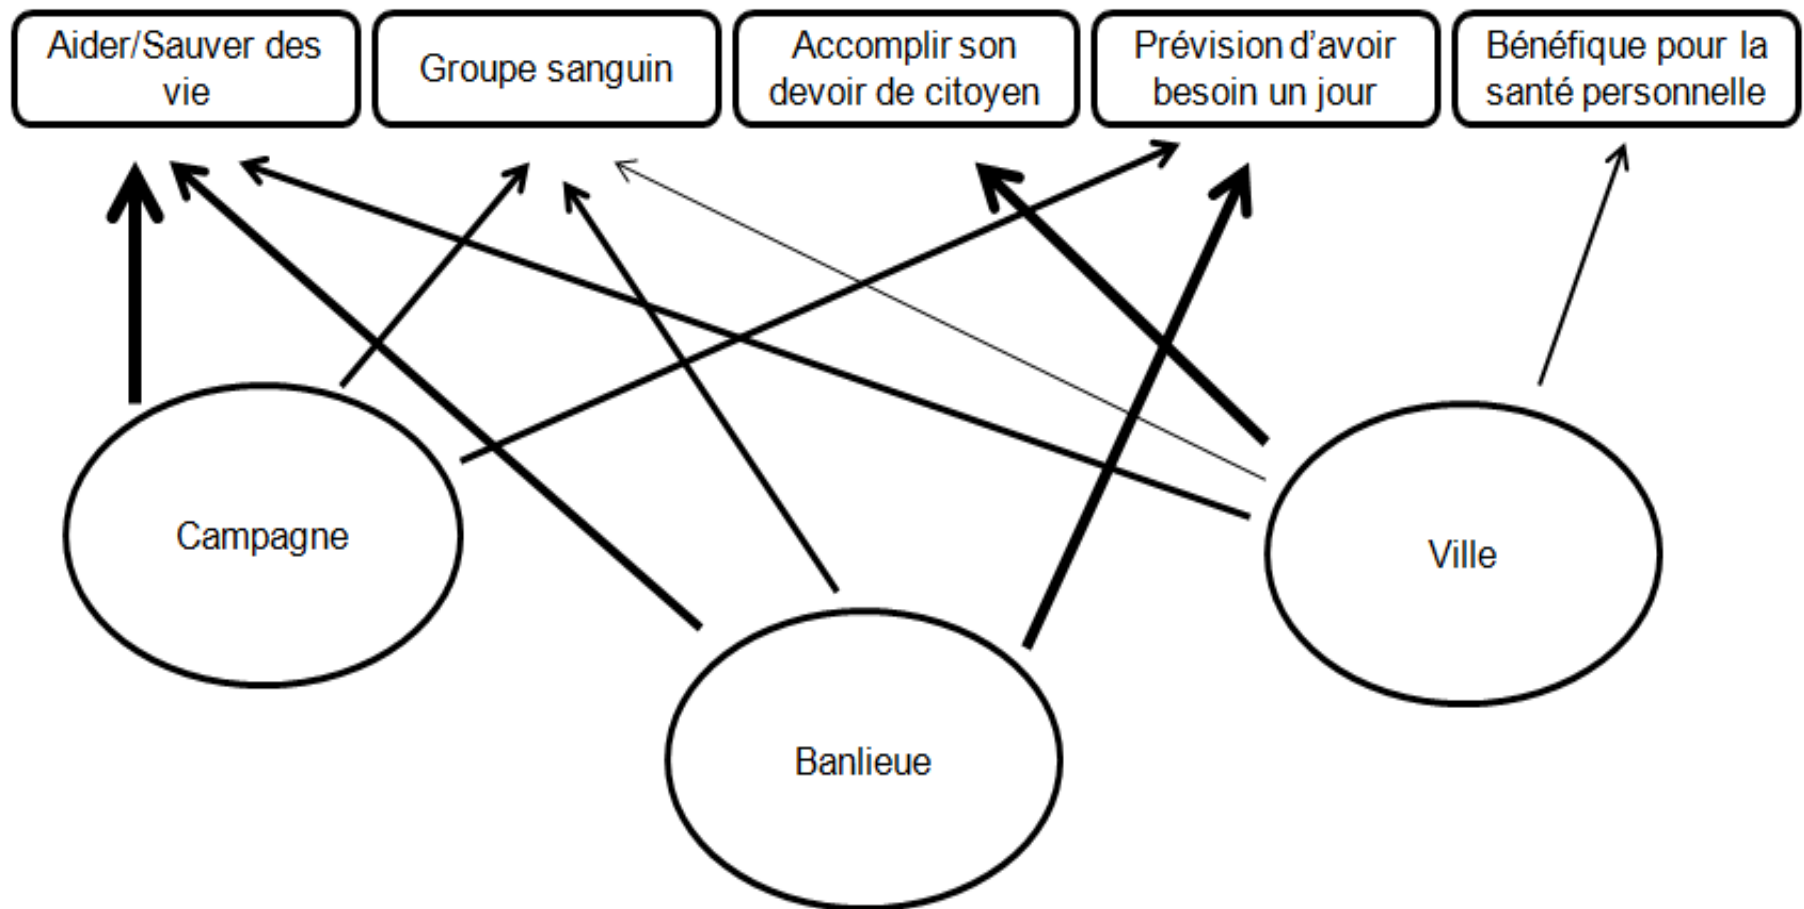 Aider/Sauver des
vie
Groupe sanguin
Accomplir son
devoir de citoyen
Prévision d'avoir
besoin un jour
Bénéfique pour la
santé personnelle
Campagne
Ville
Banlieue